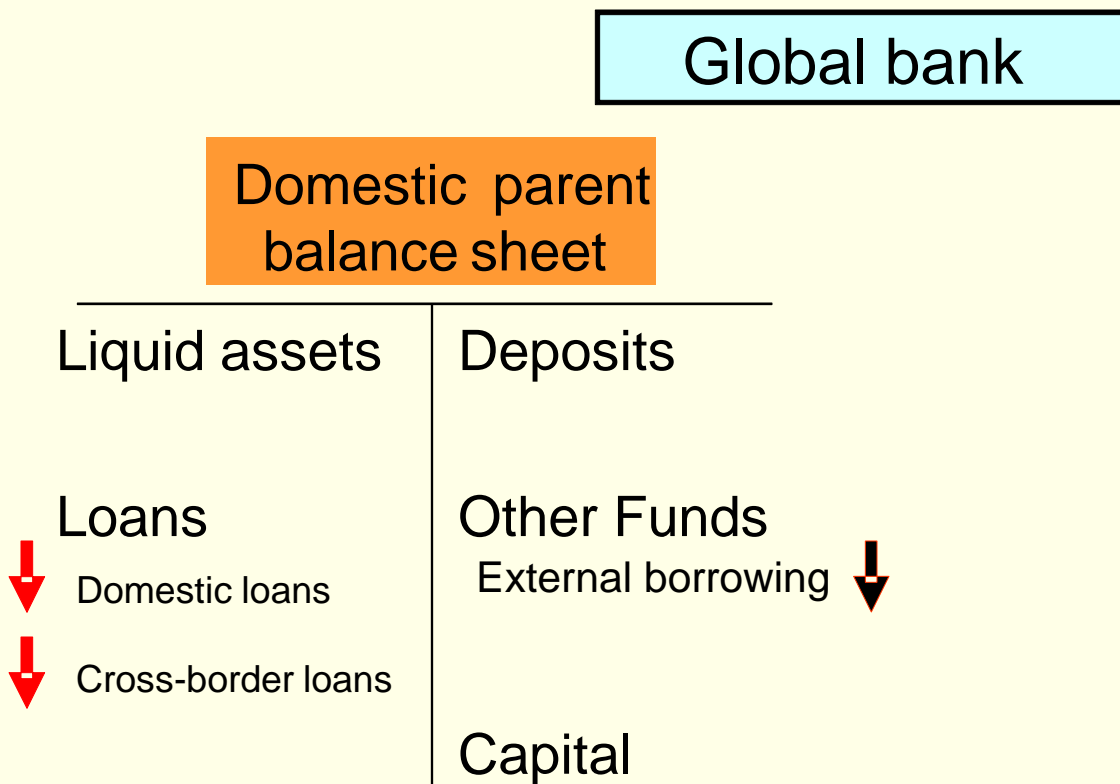 Global bank
Domestic parent
balance sheet
Liquid assets
Deposits
Loans
Other Funds
Domestic loans
External borrowing
Cross-border loans
Capital